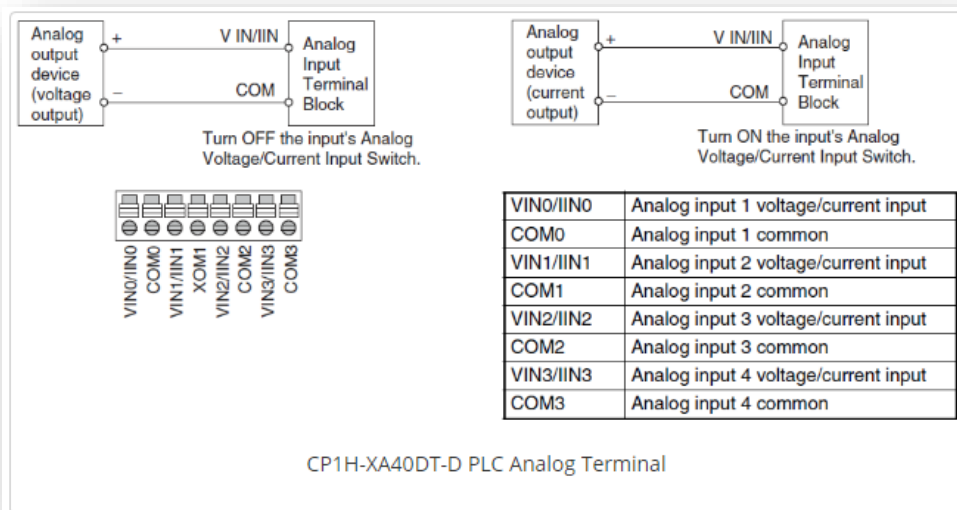 Analog
output
device
(voltage
output)
+
V IN/IIN
−
COM
Analog
Input
Terminal
Block
Turn OFF the input's Analog
Voltage/Current Input Switch.
Analog
output
device
(current
output)
+
V IN/IIN
−
COM
Analog
Input
Terminal
Block
Turn ON the input's Analog
Voltage/Current Input Switch.
VIN0/IIN0
COM0
VIN1/IIN1
XOM1
VIN2/IIN2
COM2
VIN3/IIN3
COM3
VIN0/IIN0 Analog input 1 voltage/current input
COM0 Analog input 1 common
VIN1/IIN1 Analog input 2 voltage/current input
COM1 Analog input 2 common
VIN2/IIN2 Analog input 3 voltage/current input
COM2 Analog input 3 common
VIN3/IIN3 Analog input 4 voltage/current input
COM3 Analog input 4 common
CP1H-XA40DT-D PLC Analog Terminal